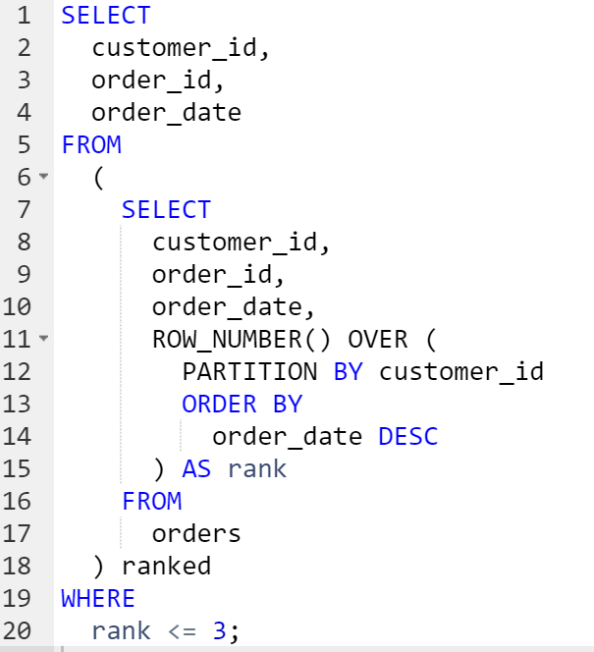 1 SELECT
2   customer_id,
3   order_id,
4   order_date
5 FROM
6   (
7     SELECT
8       customer_id,
9       order_id,
10       order_date,
11       ROW_NUMBER() OVER (
12         PARTITION BY customer_id
13         ORDER BY
14           order_date DESC
15       ) AS rank
16     FROM
17       orders
18   ) ranked
19 WHERE
20   rank <= 3;